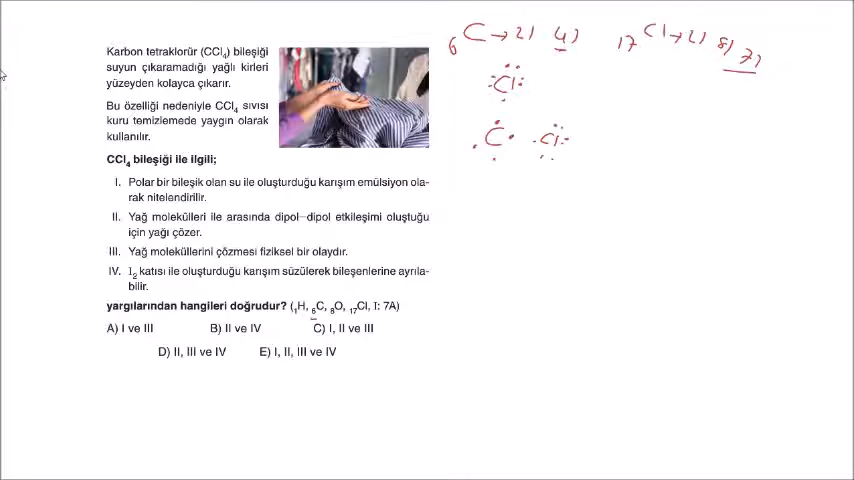 Karbon tetraklorür (CCl4) bileşiği
suyun çıkaramadığı yağlı kirleri
yüzeyden kolayca çıkarır.
Bu özelliği nedeniyle CCl4 sıvısı
kuru temizlemede yaygın olarak
kullanılır.
CCl4 bileşiği ile ilgili;
I. Polar bir bileşik olan su ile oluşturduğu karışım emülsiyon ola-
rak nitelendirilir.
II. Yağ molekülleri ile arasında dipol–dipol etkileşimi oluştuğu
için yağı çözer.
III. Yağ moleküllerini çözmesi fiziksel bir olaydır.
IV. I2 katısı ile oluşturduğu karışım süzülerek bileşenlerine ayrıla-
bilir.
yargılarından hangileri doğrudur? (1H, 6C, 8O, 17Cl, I: 7A)
A) I ve III B) II ve IV C) I, II ve III
D) II, III ve IV E) I, II, III ve IV
6C→2) 4) 17Cl→2) 8) 7)
Cl
C Cl